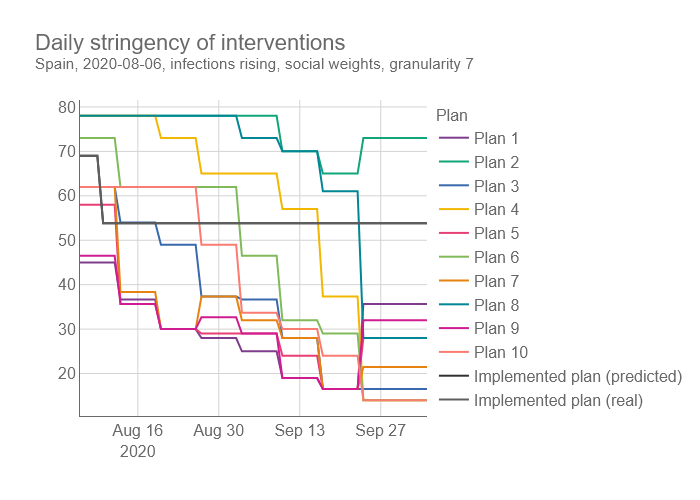 Daily stringency of interventions
Spain, 2020-08-06, infections rising, social weights, granularity 7
80
70
60
50
40
30
20
Aug 16
2020
Aug 30
Sep 13
Sep 27
Plan
Plan 1
Plan 2
Plan 3
Plan 4
Plan 5
Plan 6
Plan 7
Plan 8
Plan 9
Plan 10
Implemented plan (predicted)
Implemented plan (real)